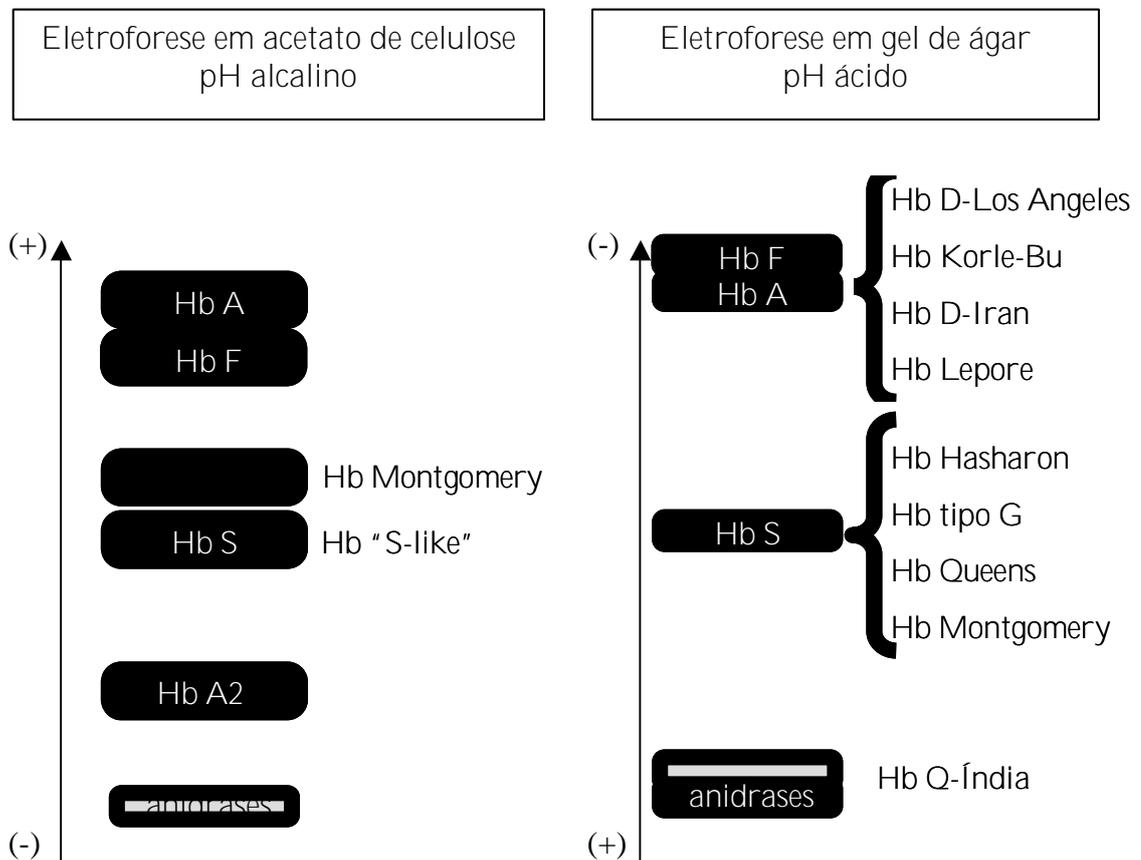 Eletroforese em acetato de celulose
pH alcalino
(+)
Hb A
Hb F
Hb Montgomery
Hb S
Hb “S-like”
Hb A2
anidrases
(-)
Eletroforese em gel de ágar
pH ácido
(-)
Hb F
Hb A
Hb D-Los Angeles
Hb Korle-Bu
Hb D-Iran
Hb Lepore
Hb S
Hb Hasharon
Hb tipo G
Hb Queens
Hb Montgomery
anidrases
Hb Q-Índia
(+)